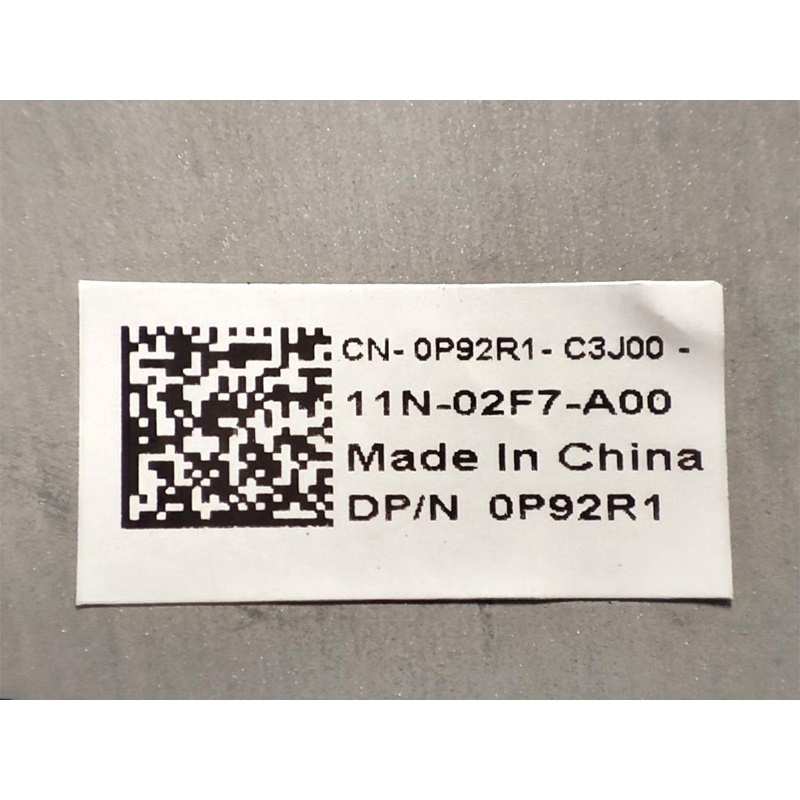 CN- 0P92R1- C3J00 -
11N-02F7-A00
Made In China
DP/N 0P92R1